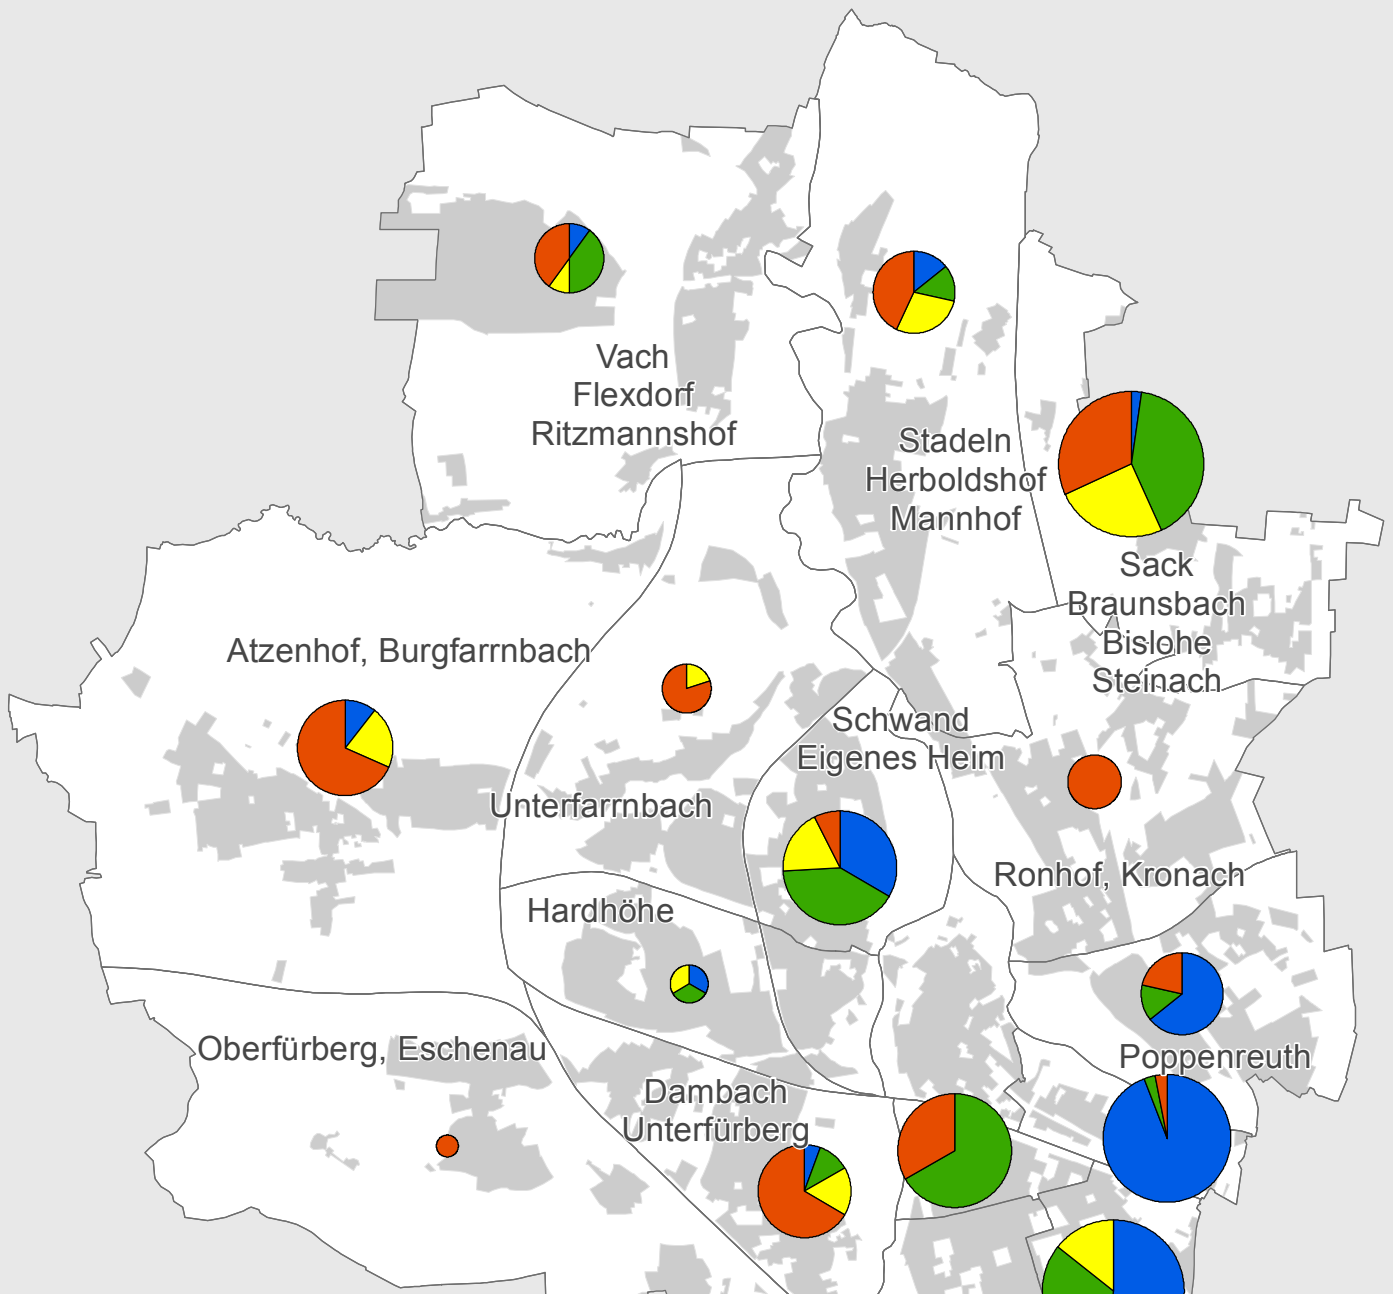 Vach
Flexdorf
Ritzmannshof
Stadeln
Herboldshof
Mannhof
Sack
Braunsbach
Bislohe
Steinach
Atzenhof, Burgfarrnbach
Schwand
Eigenes Heim
Unterfarrnbach
Ronhof, Kronach
Hardhöhe
Oberfürberg, Eschenau
Poppenreuth
Dambach
Unterfürberg